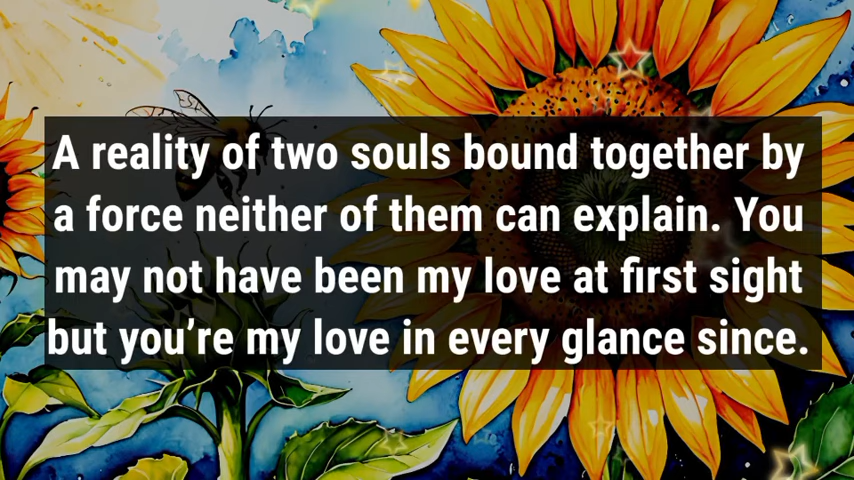 A reality of two souls bound together by
a force neither of them can explain. You
may not have been my love at first sight
but you’re my love in every glance since.